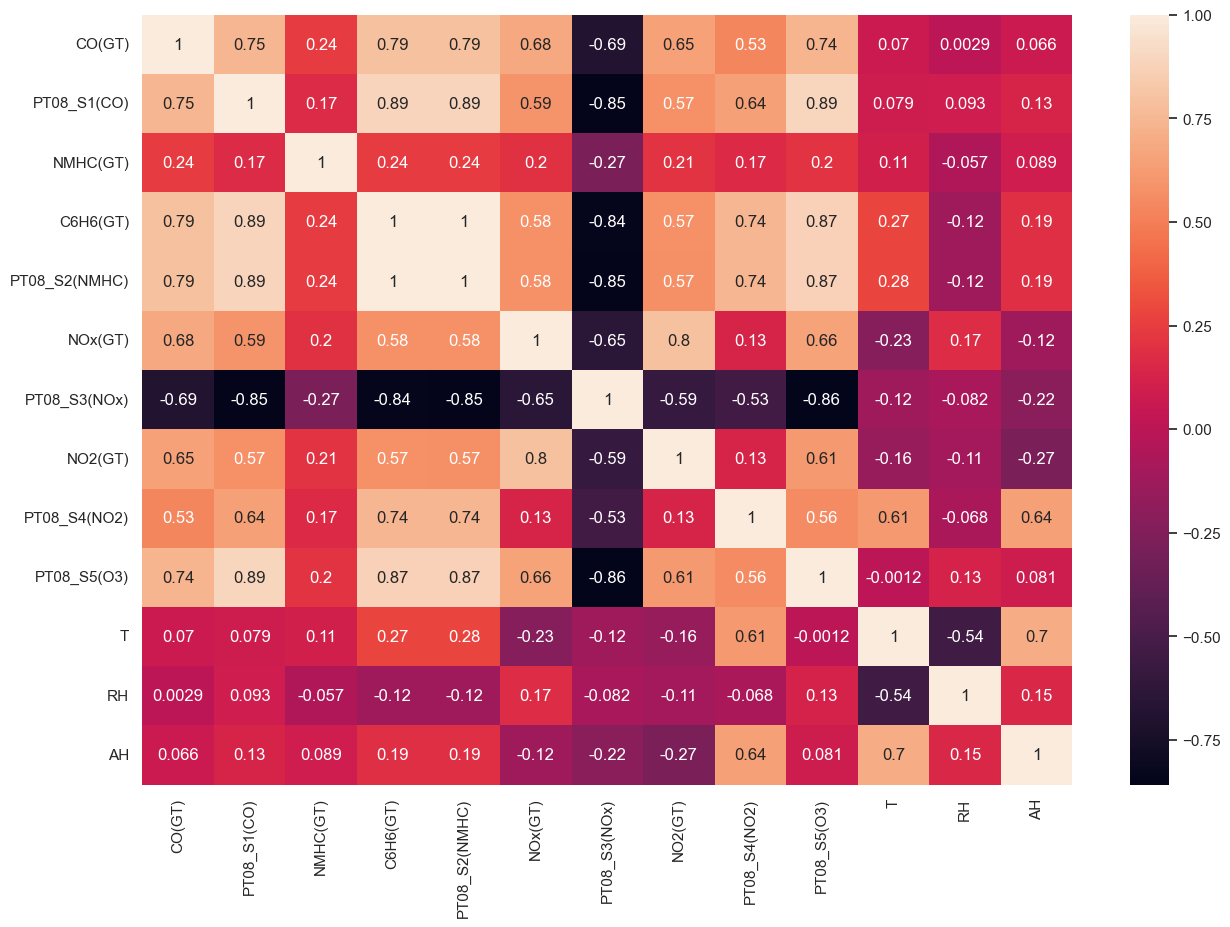 CO(GT) 1 0.75 0.24 0.79 0.79 0.68 -0.69 0.65 0.53 0.74 0.07 0.0029 0.066
PT08_S1(CO) 0.75 1 0.17 0.89 0.89 0.59 -0.85 0.57 0.64 0.89 0.079 0.093 0.13
NMHC(GT) 0.24 0.17 1 0.24 0.24 0.2 -0.27 0.21 0.17 0.2 0.11 -0.057 0.089
C6H6(GT) 0.79 0.89 0.24 1 1 0.58 -0.84 0.57 0.74 0.87 0.27 -0.12 0.19
PT08_S2(NMHC) 0.79 0.89 0.24 1 1 0.58 -0.85 0.57 0.74 0.87 0.28 -0.12 0.19
NOx(GT) 0.68 0.59 0.2 0.58 0.58 1 -0.65 0.8 0.13 0.66 -0.23 0.17 -0.12
PT08_S3(NOx) -0.69 -0.85 -0.27 -0.84 -0.85 -0.65 1 -0.59 -0.53 -0.86 -0.12 -0.082 -0.22
NO2(GT) 0.65 0.57 0.21 0.57 0.57 0.8 -0.59 1 0.13 0.61 -0.16 -0.11 -0.27
PT08_S4(NO2) 0.53 0.64 0.17 0.74 0.74 0.13 -0.53 0.13 1 0.56 0.61 -0.068 0.64
PT08_S5(O3) 0.74 0.89 0.2 0.87 0.87 0.66 -0.86 0.61 0.56 1 -0.0012 0.13 0.081
T 0.07 0.079 0.11 0.27 0.28 -0.23 -0.12 -0.16 0.61 -0.0012 1 -0.54 0.7
RH 0.0029 0.093 -0.057 -0.12 -0.12 0.17 -0.082 -0.11 -0.068 0.13 -0.54 1 0.15
AH 0.066 0.13 0.089 0.19 0.19 -0.12 -0.22 -0.27 0.64 0.081 0.7 0.15 1
CO(GT) PT08_S1(CO) NMHC(GT) C6H6(GT) PT08_S2(NMHC) NOx(GT) PT08_S3(NOx) NO2(GT) PT08_S4(NO2) PT08_S5(O3) T RH AH
1.00
0.75
0.50
0.25
0.00
−0.25
−0.50
−0.75